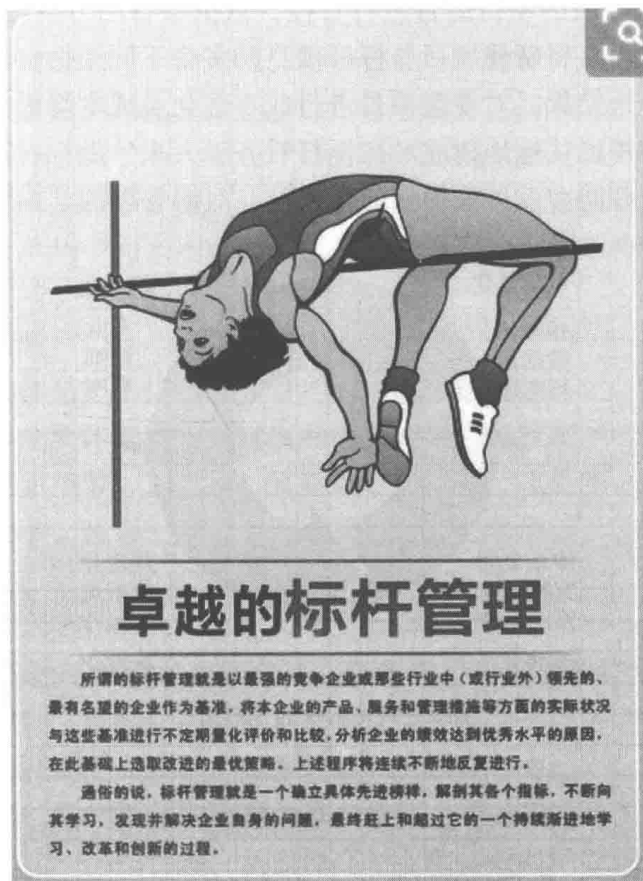 卓越的标杆管理
所谓的标杆管理就是以最强的竞争企业或那些行业中（或行业外）领先的、
最有名望的企业作为基准，将本企业的产品、服务和管理措施等方面的实际状况
与这些基准进行不定期量化评价和比较，分析企业的绩效达到优秀水平的原因，
在此基础上选取改进的最优策略。上述程序将连续不断地反复进行。
通俗的说，标杆管理就是一个确立具体先进榜样，解剖其各个指标，不断向
其学习，发现并解决企业自身的问题，最终赶上和超过它的一个持续渐进地学
习、改革和创新的过程。